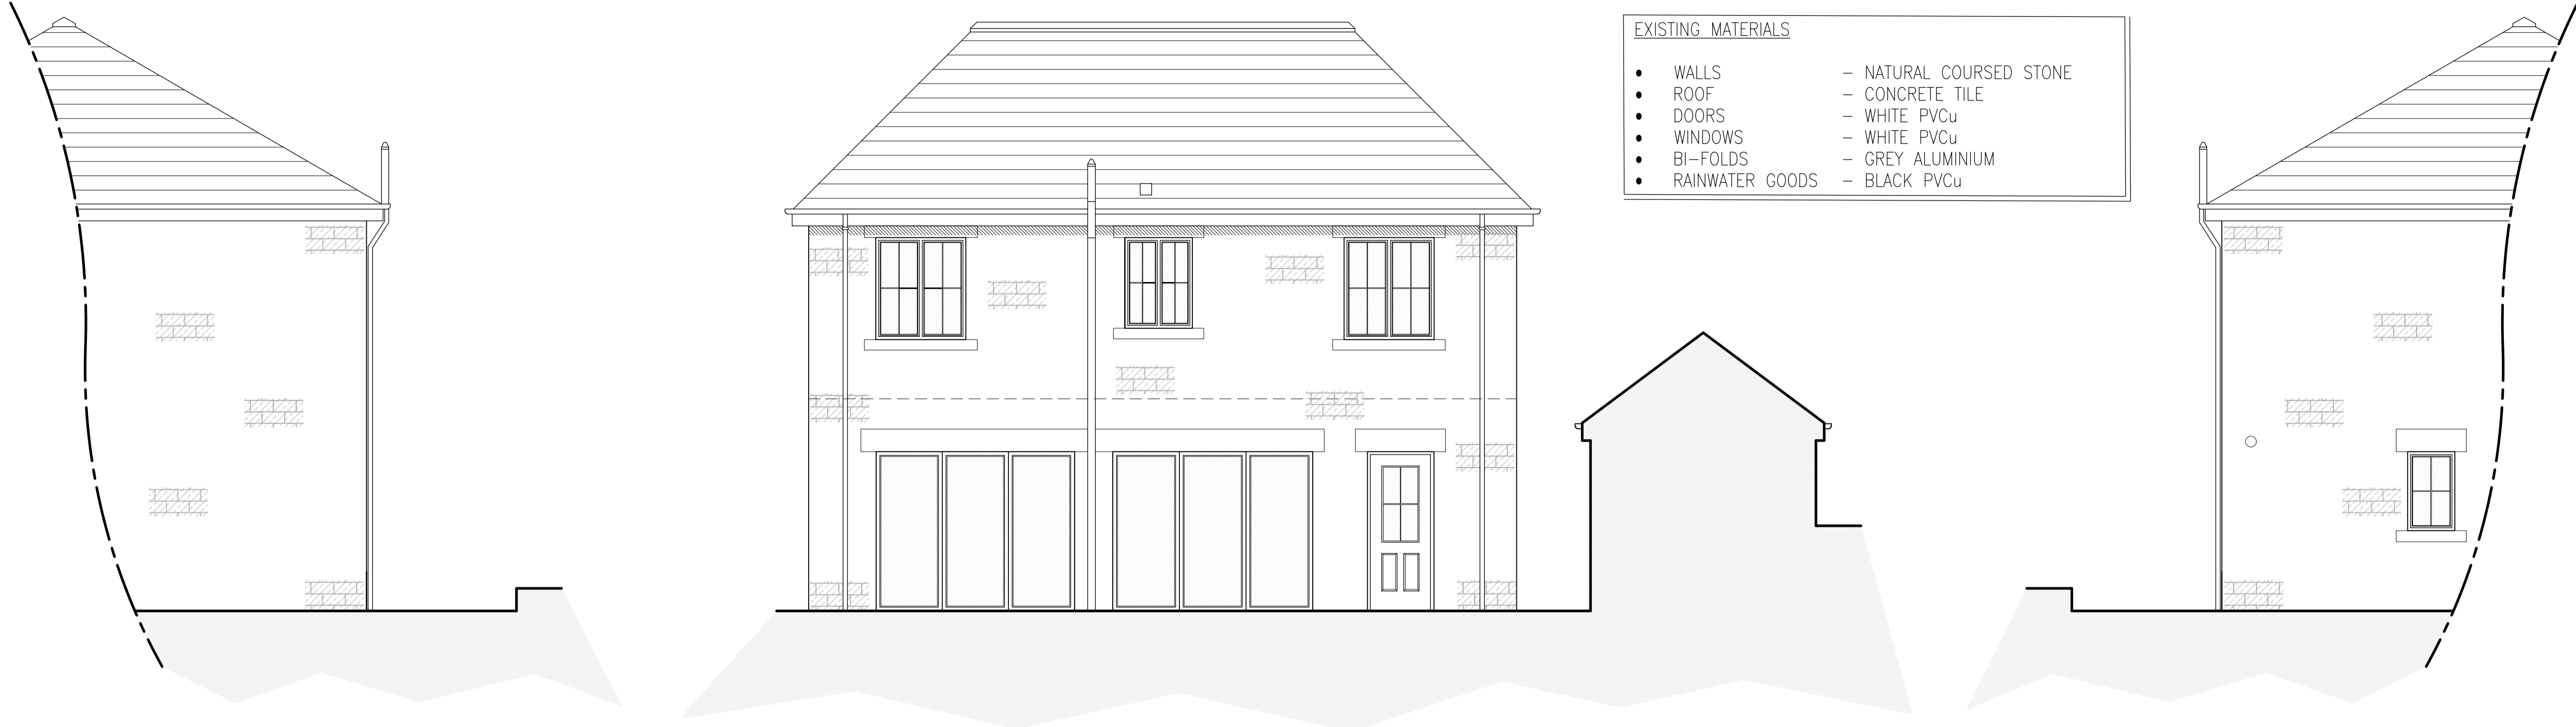 EXISTING MATERIALS
• WALLS – NATURAL COURSED STONE
• ROOF – CONCRETE TILE
• DOORS – WHITE PVCu
• WINDOWS – WHITE PVCu
• BI-FOLDS – GREY ALUMINIUM
• RAINWATER GOODS – BLACK PVCu